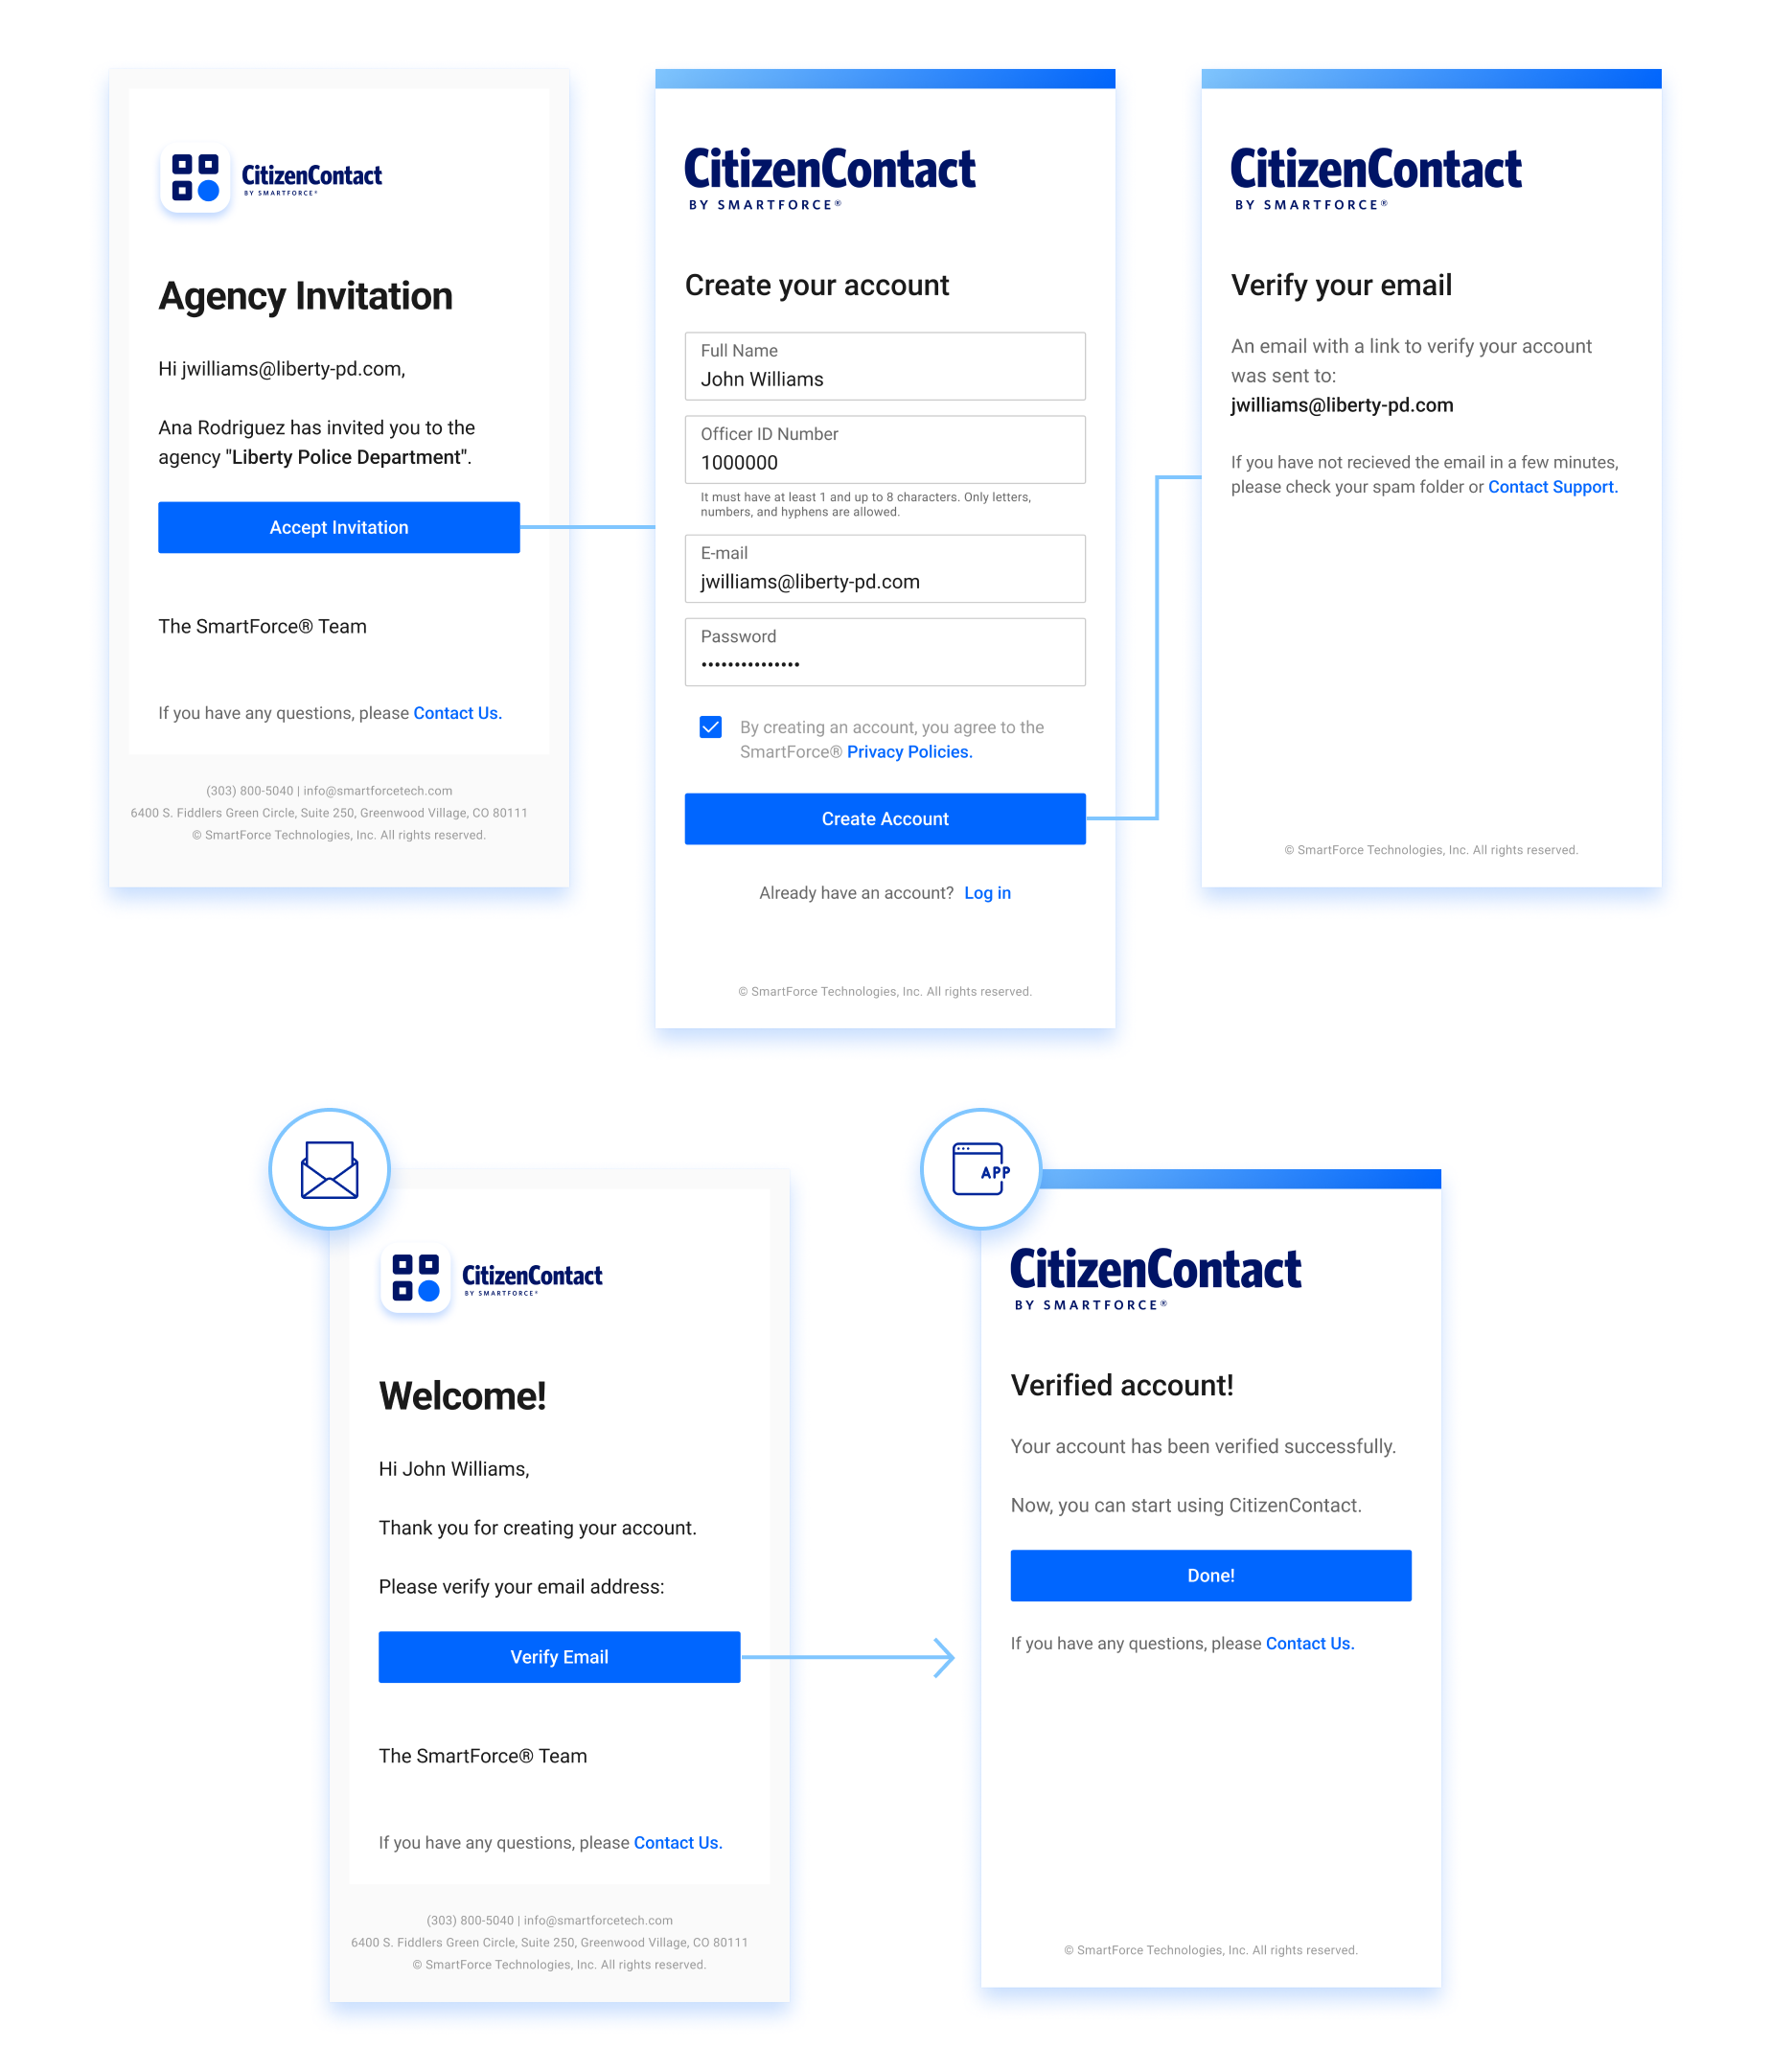 CitizenContact
BY SMARTFORCE®
Agency Invitation
Hi jwilliams@liberty-pd.com,
Ana Rodriguez has invited you to the
agency "Liberty Police Department".
Accept Invitation
The SmartForce® Team
If you have any questions, please Contact Us.
(303) 800-5040 | info@smartforcetech.com
6400 S. Fiddlers Green Circle, Suite 250, Greenwood Village, CO 80111
© SmartForce Technologies, Inc. All rights reserved.
CitizenContact
BY SMARTFORCE®
Create your account
Full Name
John Williams
Officer ID Number
1000000
It must have at least 1 and up to 8 characters. Only letters,
numbers, and hyphens are allowed.
E-mail
jwilliams@liberty-pd.com
Password
•••••••••••••••
By creating an account, you agree to the
SmartForce® Privacy Policies.
Create Account
Already have an account? Log in
© SmartForce Technologies, Inc. All rights reserved.
CitizenContact
BY SMARTFORCE®
Verify your email
An email with a link to verify your account
was sent to:
jwilliams@liberty-pd.com
If you have not recieved the email in a few minutes,
please check your spam folder or Contact Support.
© SmartForce Technologies, Inc. All rights reserved.
CitizenContact
BY SMARTFORCE®
Welcome!
Hi John Williams,
Thank you for creating your account.
Please verify your email address:
Verify Email
The SmartForce® Team
If you have any questions, please Contact Us.
(303) 800-5040 | info@smartforcetech.com
6400 S. Fiddlers Green Circle, Suite 250, Greenwood Village, CO 80111
© SmartForce Technologies, Inc. All rights reserved.
APP
CitizenContact
BY SMARTFORCE®
Verified account!
Your account has been verified successfully.
Now, you can start using CitizenContact.
Done!
If you have any questions, please Contact Us.
© SmartForce Technologies, Inc. All rights reserved.